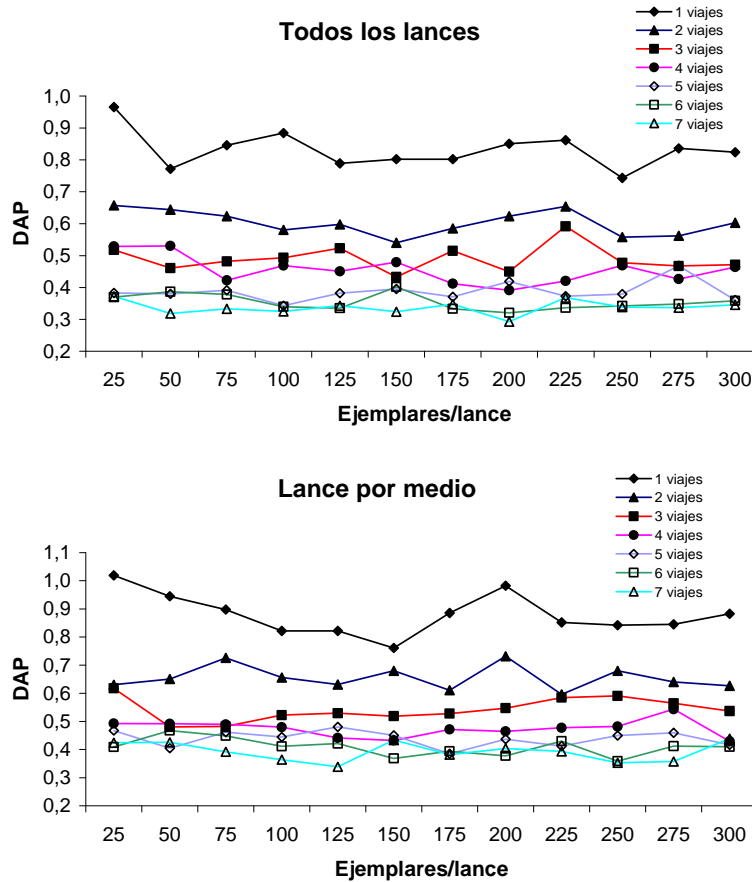 Todos los lances
1 viajes
2 viajes
3 viajes
4 viajes
5 viajes
6 viajes
7 viajes
1,0
0,9
0,8
0,7
0,6
0,5
0,4
0,3
0,2
DAP
25 50 75 100 125 150 175 200 225 250 275 300
Ejemplares/lance
Lance por medio
1 viajes
2 viajes
3 viajes
4 viajes
5 viajes
6 viajes
7 viajes
1,1
1,0
0,9
0,8
0,7
0,6
0,5
0,4
0,3
0,2
DAP
25 50 75 100 125 150 175 200 225 250 275 300
Ejemplares/lance